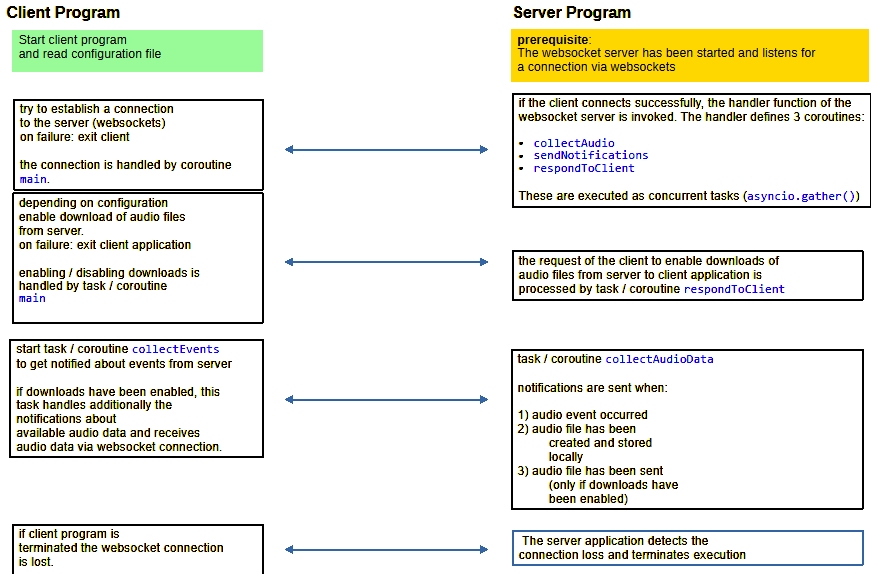 Client Program
Start client program
and read configuration file
try to establish a connection
to the server (websockets)
on failure: exit client
the connection is handled by coroutine
main.
depending on configuration
enable download of audio files
from server.
on failure: exit client application
enabling / disabling downloads is
handled by task / coroutine
main
start task / coroutine collectEvents
to get notified about events from server
if downloads have been enabled, this
task handles additionally the
notifications about
available audio data and receives
audio data via websocket connection.
if client program is
terminated the websocket connection
is lost.
Server Program
prerequisite:
The websocket server has been started and listens for
a connection via websockets
if the client connects successfully, the handler function of the
websocket server is invoked. The handler defines 3 coroutines:
• collectAudio
• sendNotifications
• respondToClient
These are executed as concurrent tasks (asyncio.gather())
the request of the client to enable downloads of
audio files from server to client application is
processed by task / coroutine respondToClient
task / coroutine collectAudioData
notifications are sent when:
1) audio event occurred
2) audio file has been
created and stored
locally
3) audio file has been sent
(only if downloads have
been enabled)
The server application detects the
connection loss and terminates execution